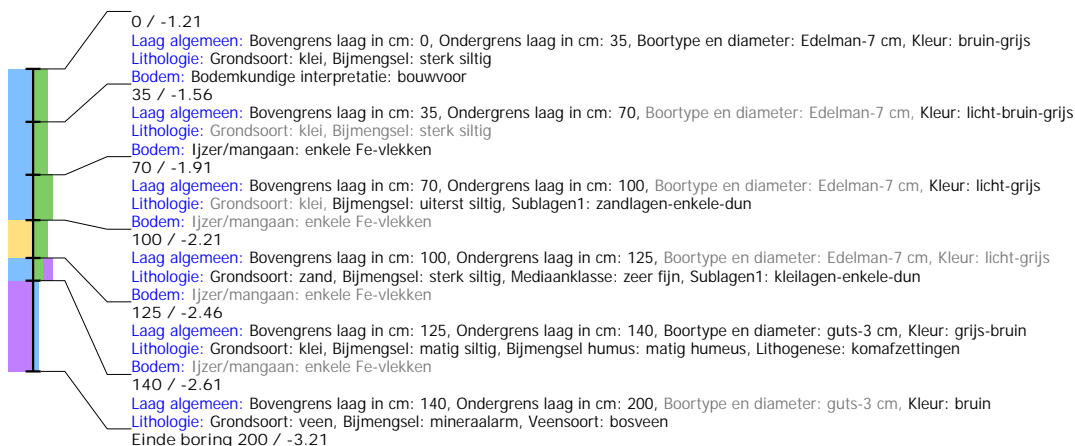 0 / -1.21
Laag algemeen: Bovengrens laag in cm: 0, Ondergrens laag in cm: 35, Boortype en diameter: Edelman-7 cm, Kleur: bruin-grijs
Lithologie: Grondsoort: klei, Bijmengsel: sterk siltig
Bodem: Bodemkundige interpretatie: bouwvoor
35 / -1.56
Laag algemeen: Bovengrens laag in cm: 35, Ondergrens laag in cm: 70, Boortype en diameter: Edelman-7 cm, Kleur: licht-bruin-grijs
Lithologie: Grondsoort: klei, Bijmengsel: sterk siltig
Bodem: Ijzer/mangaan: enkele Fe-vlekken
70 / -1.91
Laag algemeen: Bovengrens laag in cm: 70, Ondergrens laag in cm: 100, Boortype en diameter: Edelman-7 cm, Kleur: licht-grijs
Lithologie: Grondsoort: klei, Bijmengsel: uiterst siltig, Sublagen1: zandlagen-enkele-dun
Bodem: Ijzer/mangaan: enkele Fe-vlekken
100 / -2.21
Laag algemeen: Bovengrens laag in cm: 100, Ondergrens laag in cm: 125, Boortype en diameter: Edelman-7 cm, Kleur: licht-grijs
Lithologie: Grondsoort: zand, Bijmengsel: sterk siltig, Mediaanklasse: zeer fijn, Sublagen1: kleilagen-enkele-dun
Bodem: Ijzer/mangaan: enkele Fe-vlekken
125 / -2.46
Laag algemeen: Bovengrens laag in cm: 125, Ondergrens laag in cm: 140, Boortype en diameter: guts-3 cm, Kleur: grijs-bruin
Lithologie: Grondsoort: klei, Bijmengsel: matig siltig, Bijmengsel humus: matig humeus, Lithogenese: komafzettingen
Bodem: Ijzer/mangaan: enkele Fe-vlekken
140 / -2.61
Laag algemeen: Bovengrens laag in cm: 140, Ondergrens laag in cm: 200, Boortype en diameter: guts-3 cm, Kleur: bruin
Lithologie: Grondsoort: veen, Bijmengsel: mineraalarm, Veensoort: bosveen
Einde boring 200 / -3.21